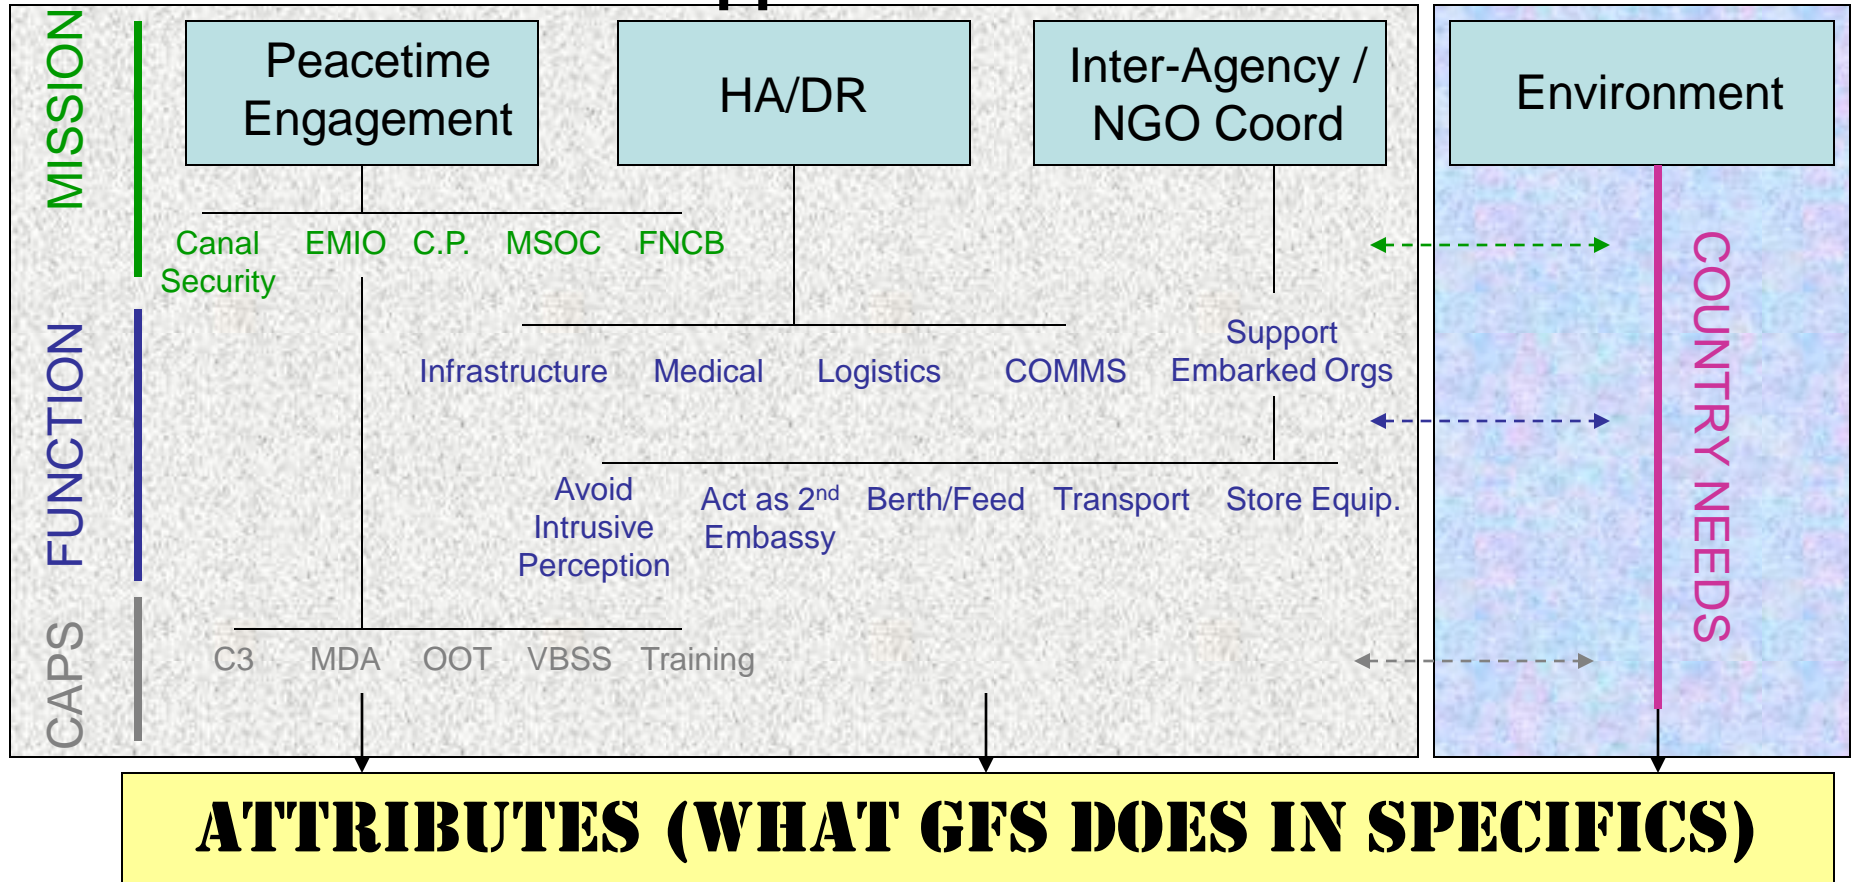 MISSION
Peacetime
Engagement
HA/DR
Inter-Agency /
NGO Coord
Environment
Canal
Security
EMIO
C.P.
MSOC
FNCB
FUNCTION
Infrastructure
Medical
Logistics
COMMS
Support
Embarked Orgs
Avoid
Intrusive
Perception
Act as 2nd
Embassy
Berth/Feed
Transport
Store Equip.
COUNTRY NEEDS
CAPS
C3
MDA
OOT
VBSS
Training
ATTRIBUTES (WHAT GFS DOES IN SPECIFICS)